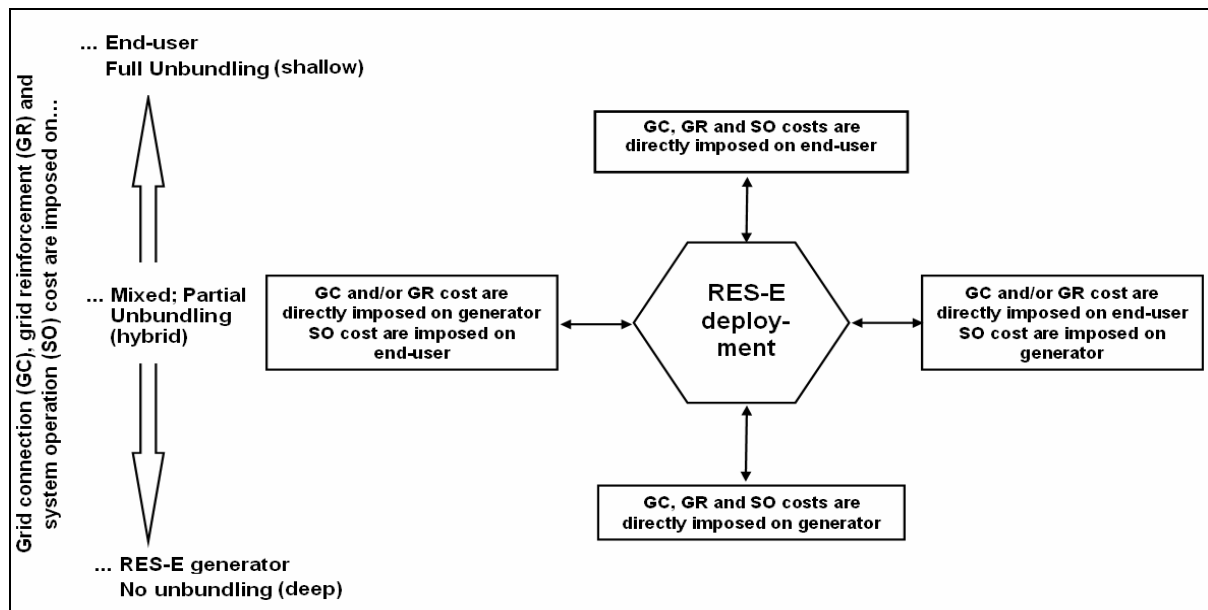 Grid connection (GC), grid reinforcement (GR) and
system operation (SO) cost are imposed on...
... End-user
Full Unbundling (shallow)
... Mixed; Partial
Unbundling
(hybrid)
... RES-E generator
No unbundling (deep)
GC, GR and SO costs are
directly imposed on end-user
GC and/or GR cost are
directly imposed on generator
SO cost are imposed on
end-user
RES-E
deploy-
ment
GC and/or GR cost are
directly imposed on end-user
SO cost are imposed on
generator
GC, GR and SO costs are
directly imposed on generator